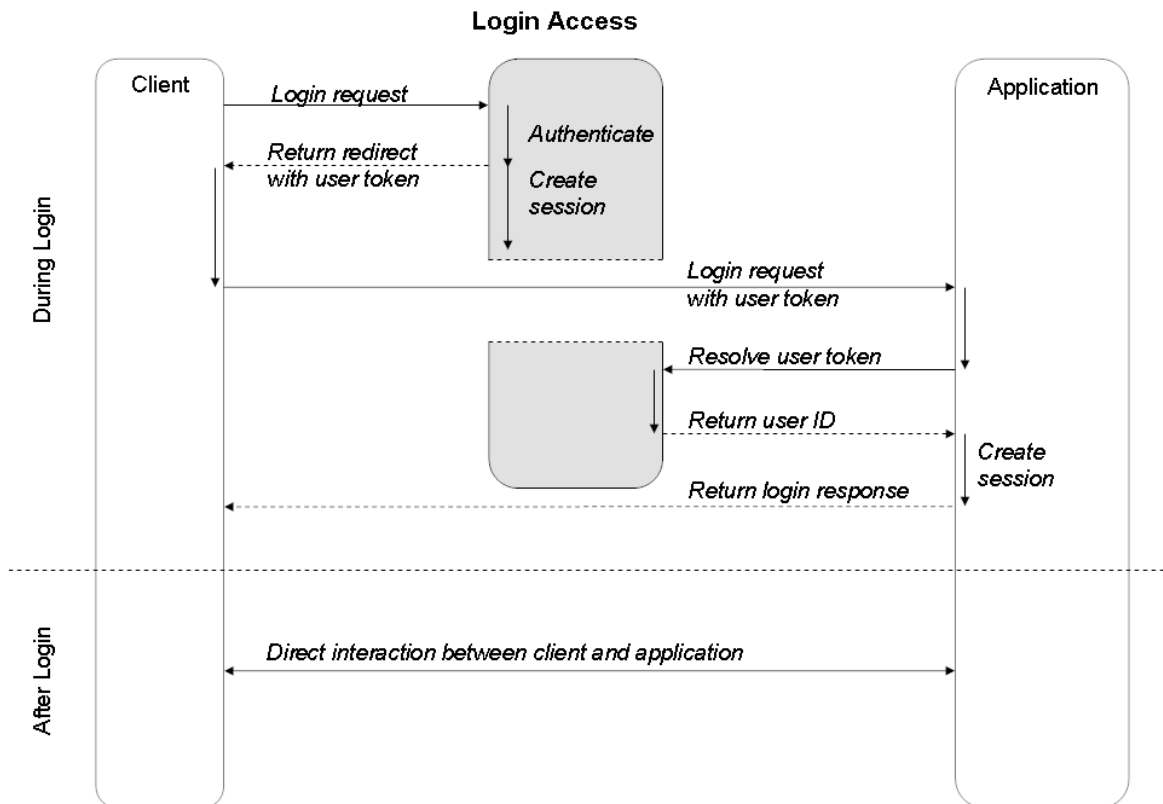 Login Access
Client
Application
Login request
Authenticate
Return redirect
with user token
Create
session
During Login
Login request
with user token
Resolve user token
Return user ID
Create
session
Return login response
After Login
Direct interaction between client and application